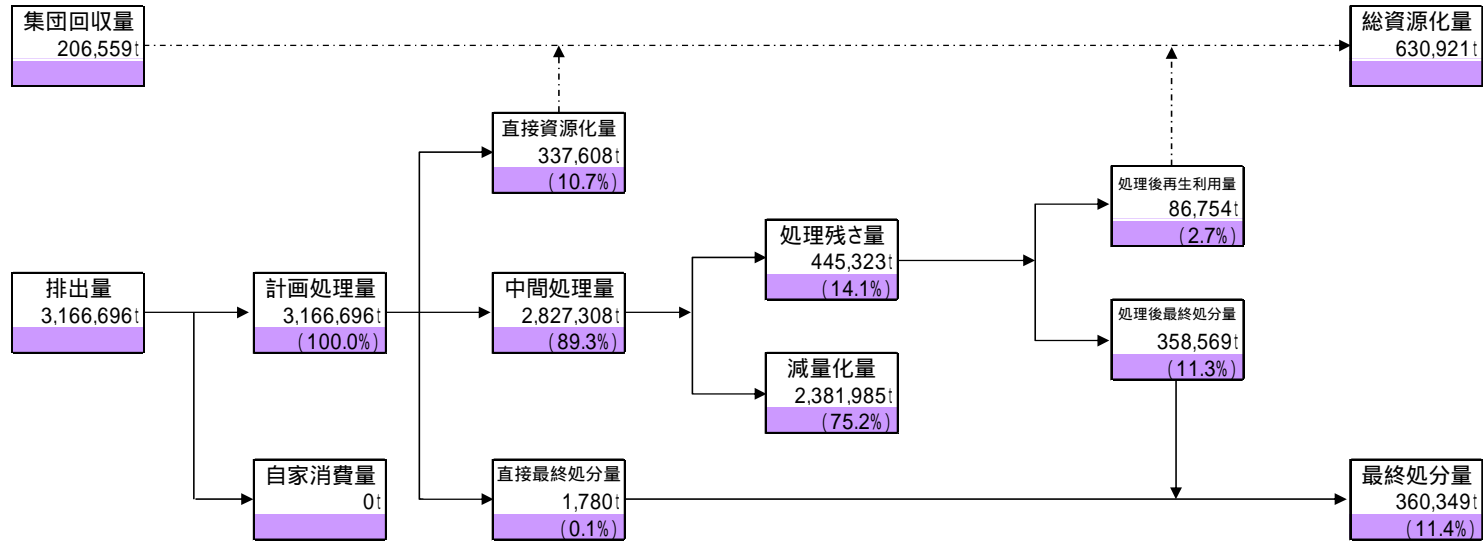 集団回収量
206,559t
総資源化量
630,921t
直接資源化量
337,608t
(10.7%)
処理後再生利用量
86,754t
(2.7%)
処理残さ量
445,323t
(14.1%)
排出量
3,166,696t
計画処理量
3,166,696t
(100.0%)
中間処理量
2,827,308t
(89.3%)
処理後最終処分量
358,569t
(11.3%)
減量化量
2,381,985t
(75.2%)
自家消費量
0t
直接最終処分量
1,780t
(0.1%)
最終処分量
360,349t
(11.4%)